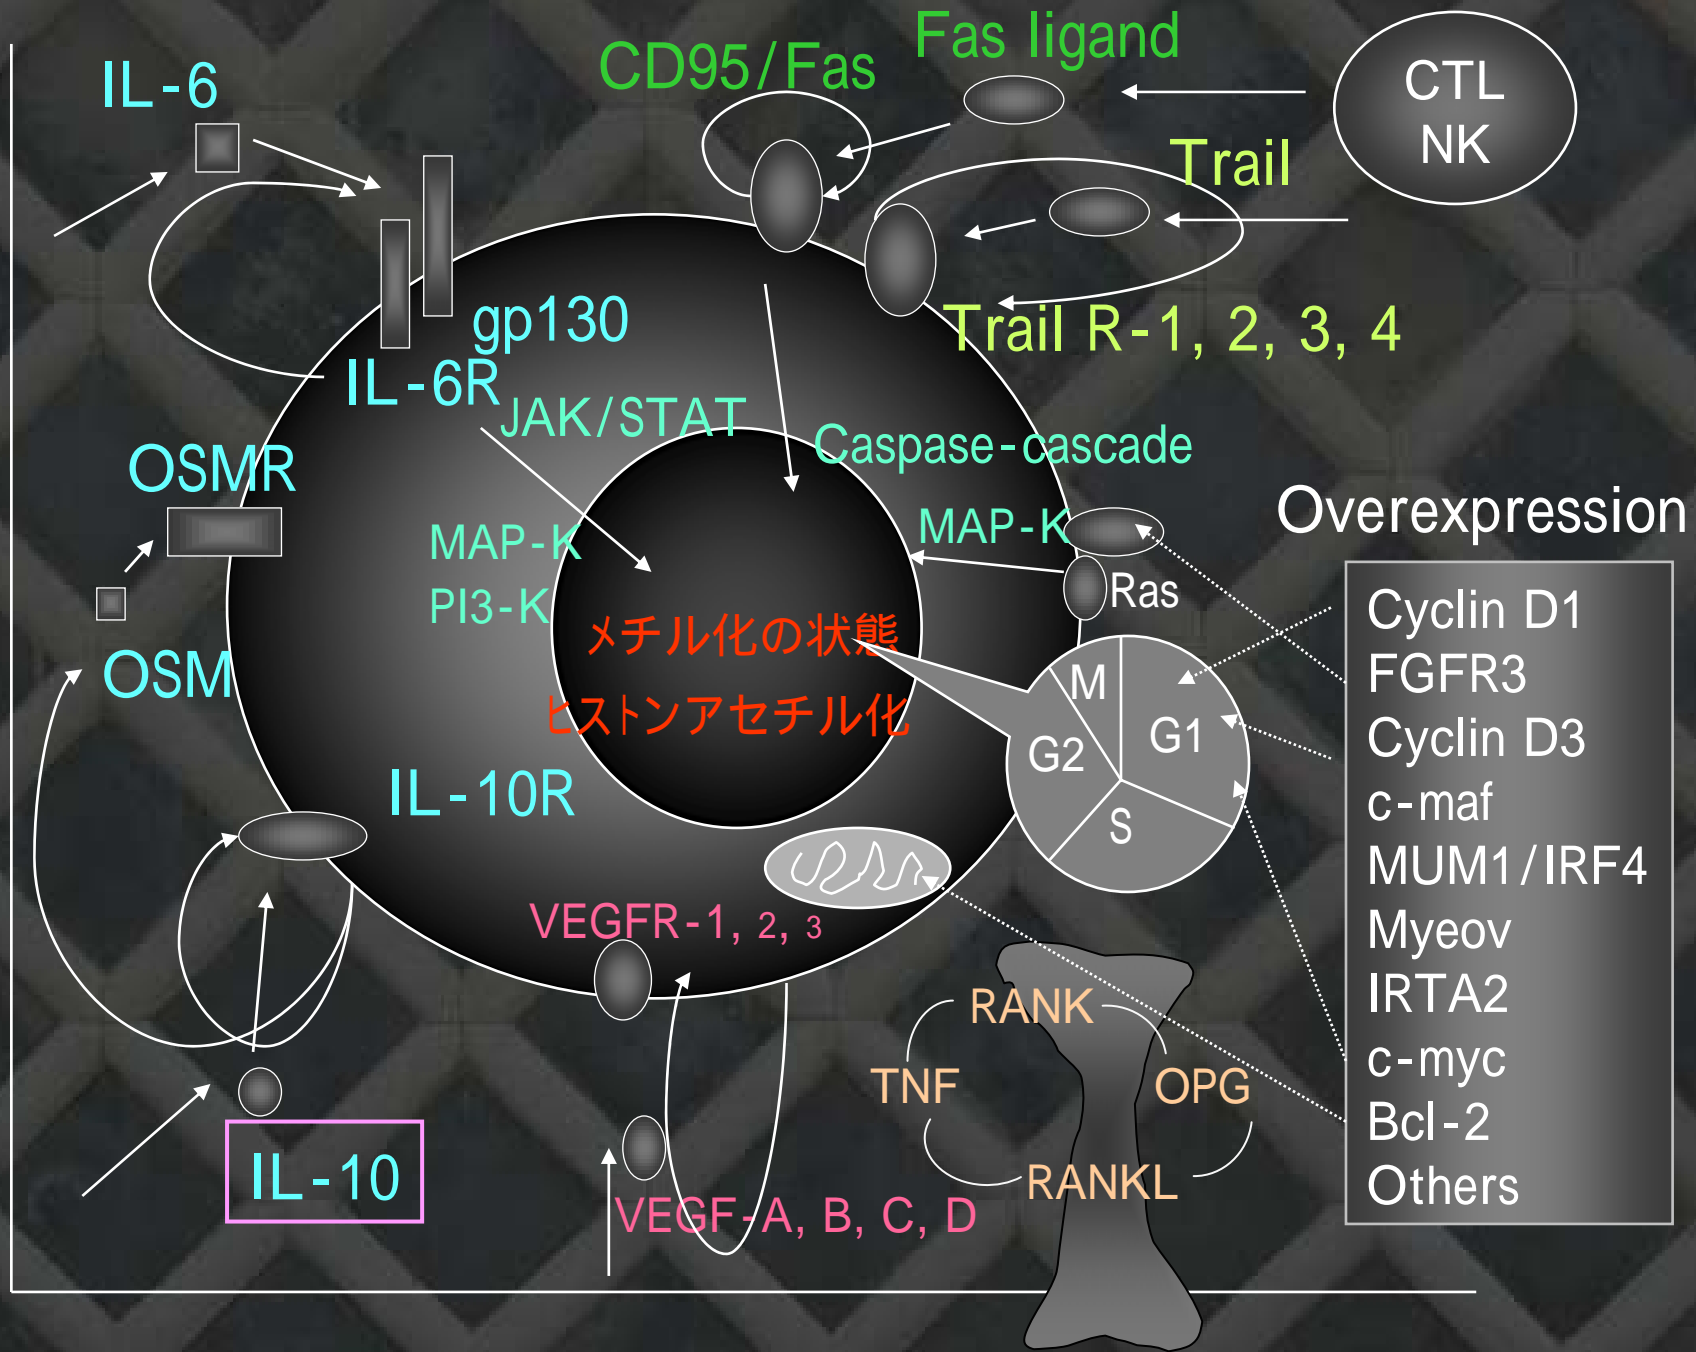 Fas ligand
CD95/Fas
IL-6
CTL
NK
Trail
gp130
Trail R-1, 2, 3, 4
IL-6R
JAK/STAT
Caspase-cascade
OSMR
MAP-K
MAP-K
PI3-K
Ras
Overexpression
Cyclin D1
FGFR3
Cyclin D3
c-maf
MUM1/IRF4
Myeov
IRTA2
c-myc
Bcl-2
Others
メチル化の状態
ヒストンアセチル化
OSM
M
G1
G2
S
IL-10R
VEGFR-1, 2, 3
RANK
TNF
OPG
RANKL
IL-10
VEGF-A, B, C, D